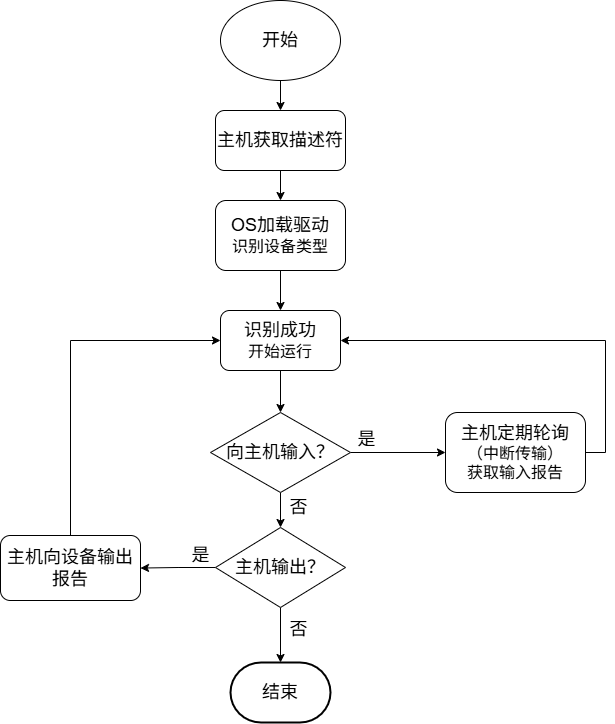 开始
主机获取描述符
OS加载驱动
识别设备类型
识别成功
开始运行
向主机输入？
是
主机定期轮询
（中断传输）
获取输入报告
否
主机输出？
是
主机向设备输出
报告
否
结束